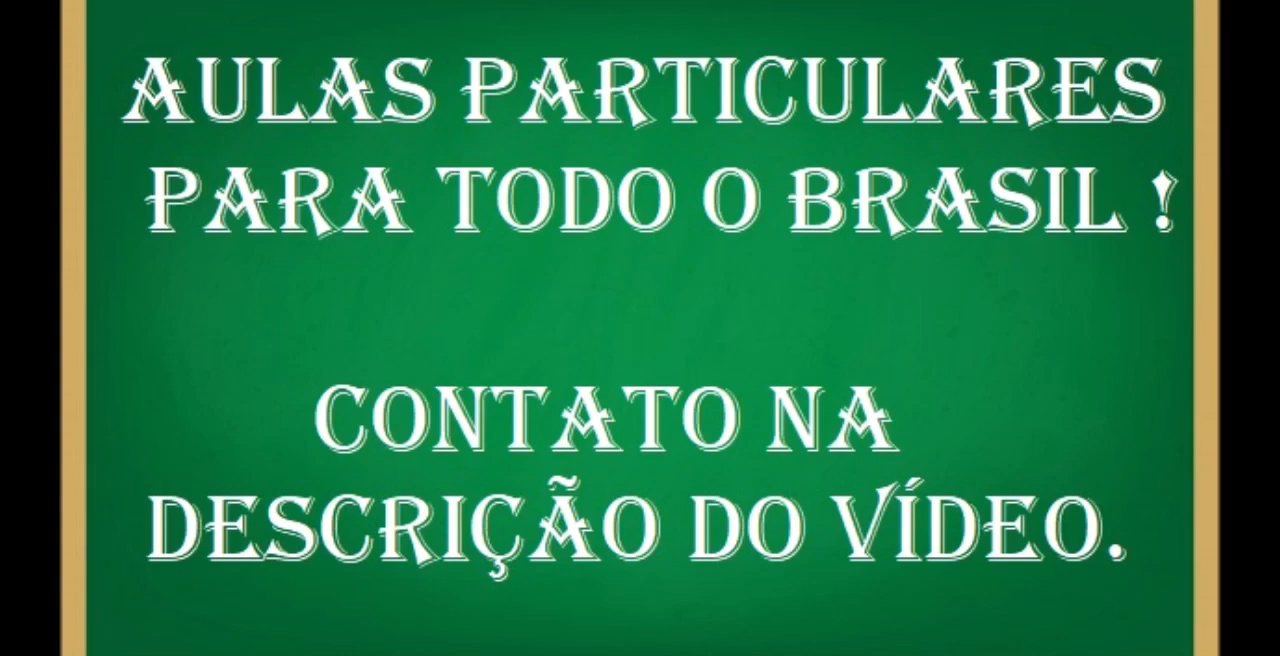 AULAS PARTICULARES
PARA TODO O BRASIL !
CONTATO NA
DESCRIÇÃO DO VÍDEO.